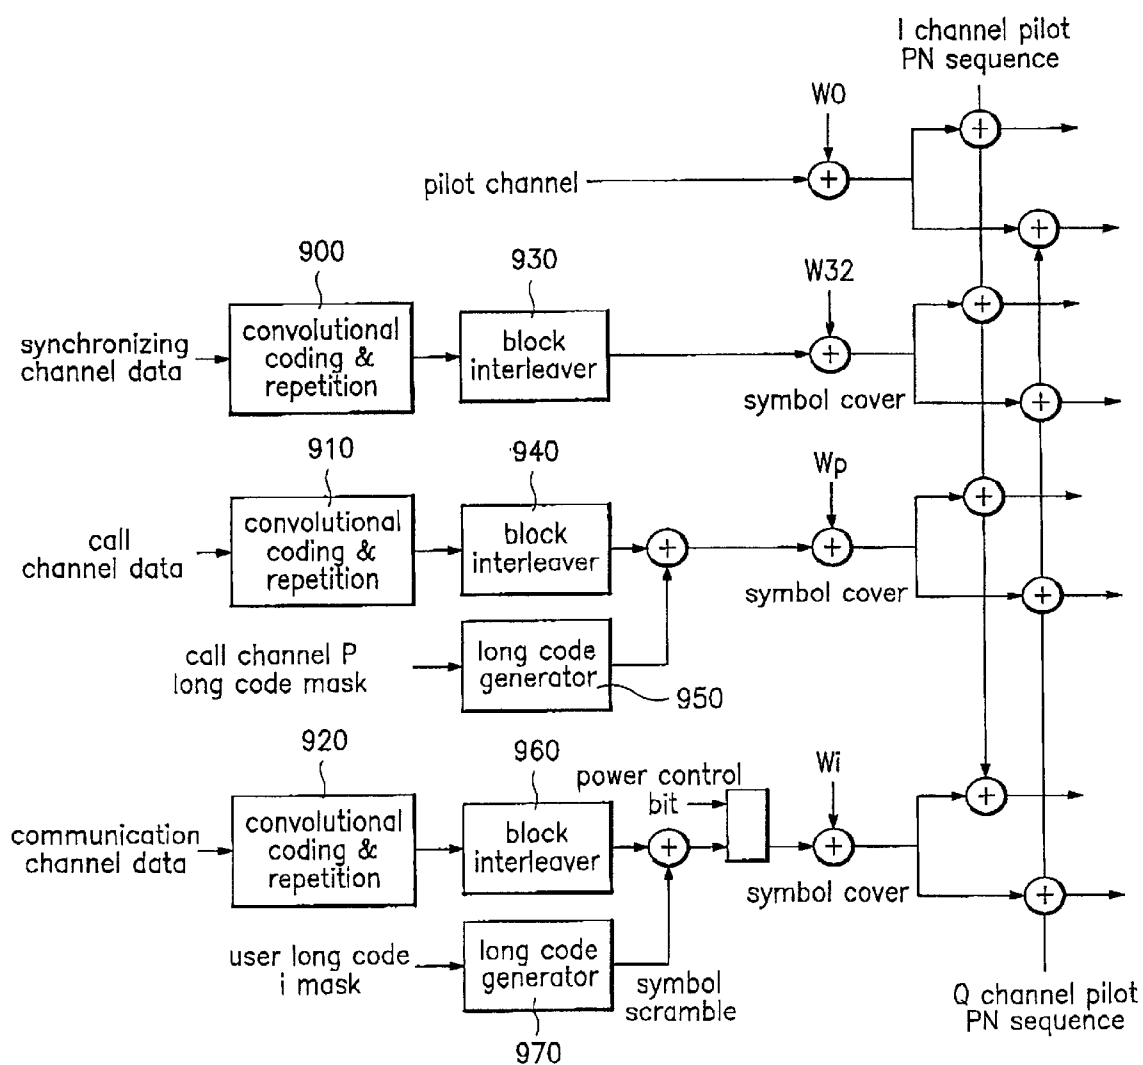 I channel pilot
PN sequence
W0
pilot channel
900
930
W32
synchronizing
channel data
convolutional
coding &
repetition
block
interleaver
symbol cover
910
940
Wp
call
channel data
convolutional
coding &
repetition
block
interleaver
symbol cover
call channel P
long code mask
long code
generator
950
920
960
power control
bit
Wi
communication
channel data
convolutional
coding &
repetition
block
interleaver
symbol cover
user long code
i mask
long code
generator
symbol
scramble
970
Q channel pilot
PN sequence